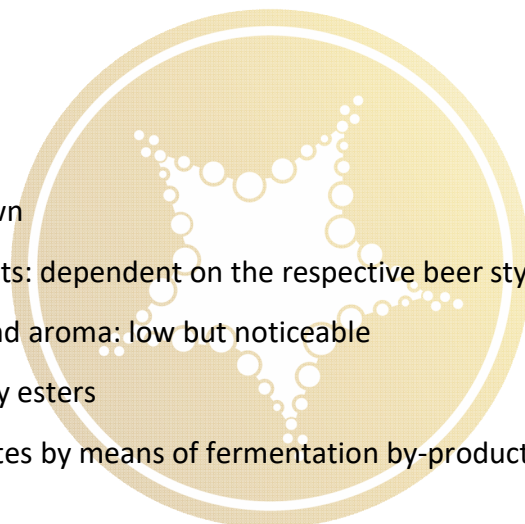 wn
ts: dependent on the respective beer sty
nd aroma: low but noticeable
y esters
tes by means of fermentation by-product